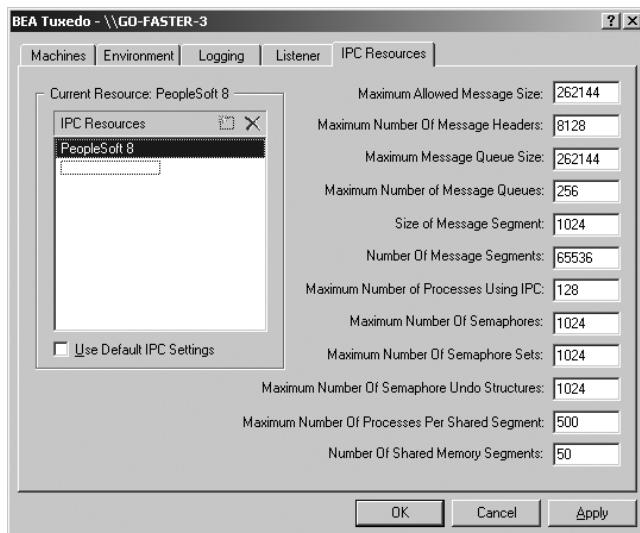 BEA Tuxedo - \\GO-FASTER-3
Machines Environment Logging Listener IPC Resources
Current Resource: PeopleSoft 8
IPC Resources
PeopleSoft 8
Use Default IPC Settings
Maximum Allowed Message Size: 262144
Maximum Number Of Message Headers: 8128
Maximum Message Queue Size: 262144
Maximum Number of Message Queues: 256
Size of Message Segment: 1024
Number Of Message Segments: 65536
Maximum Number of Processes Using IPC: 128
Maximum Number Of Semaphores: 1024
Maximum Number Of Semaphore Sets: 1024
Maximum Number Of Semaphore Undo Structures: 1024
Maximum Number Of Processes Per Shared Segment: 500
Number Of Shared Memory Segments: 50
OK Cancel Apply